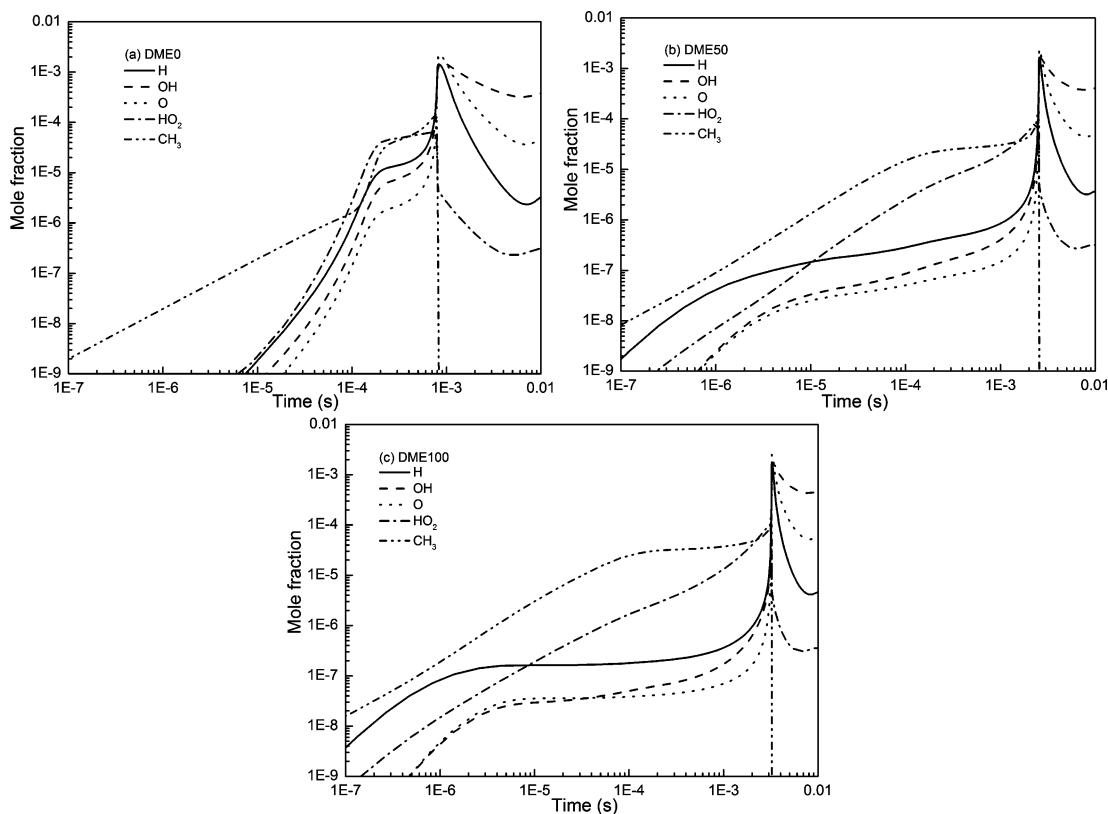 (a) DME0
H
OH
O
HO₂
CH₃
Mole fraction
0.01
1E-3
1E-4
1E-5
1E-6
1E-7
1E-8
1E-9
1E-7
1E-6
1E-5
1E-4
1E-3
0.01
Time (s)
(b) DME50
H
OH
O
HO₂
CH₃
Mole fraction
0.01
1E-3
1E-4
1E-5
1E-6
1E-7
1E-8
1E-9
1E-7
1E-6
1E-5
1E-4
1E-3
0.01
Time (s)
(c) DME100
H
OH
O
HO₂
CH₃
Mole fraction
0.01
1E-3
1E-4
1E-5
1E-6
1E-7
1E-8
1E-9
1E-7
1E-6
1E-5
1E-4
1E-3
0.01
Time (s)